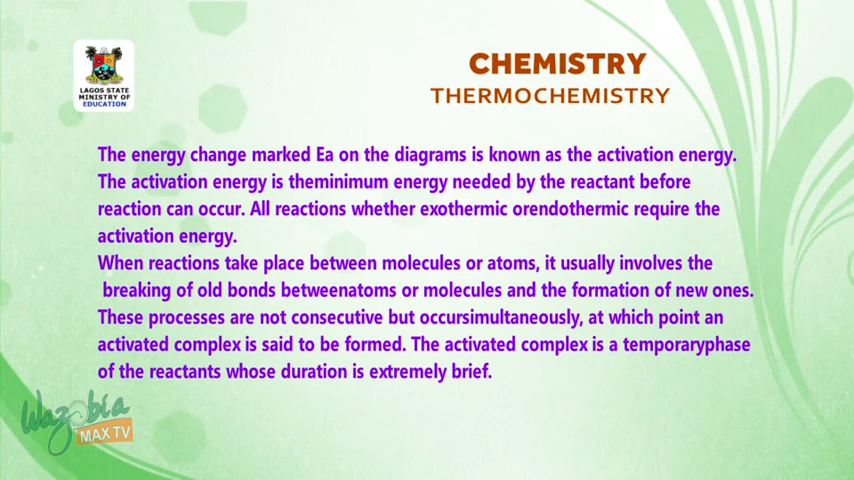 LAGOS STATE
MINISTRY OF
EDUCATION
CHEMISTRY
THERMOCHEMISTRY
The energy change marked Ea on the diagrams is known as the activation energy.
The activation energy is theminimum energy needed by the reactant before
reaction can occur. All reactions whether exothermic orendothermic require the
activation energy.
When reactions take place between molecules or atoms, it usually involves the
breaking of old bonds betweenatoms or molecules and the formation of new ones.
These processes are not consecutive but occursimultaneously, at which point an
activated complex is said to be formed. The activated complex is a temporaryphase
of the reactants whose duration is extremely brief.
Wazobia
MAX TV